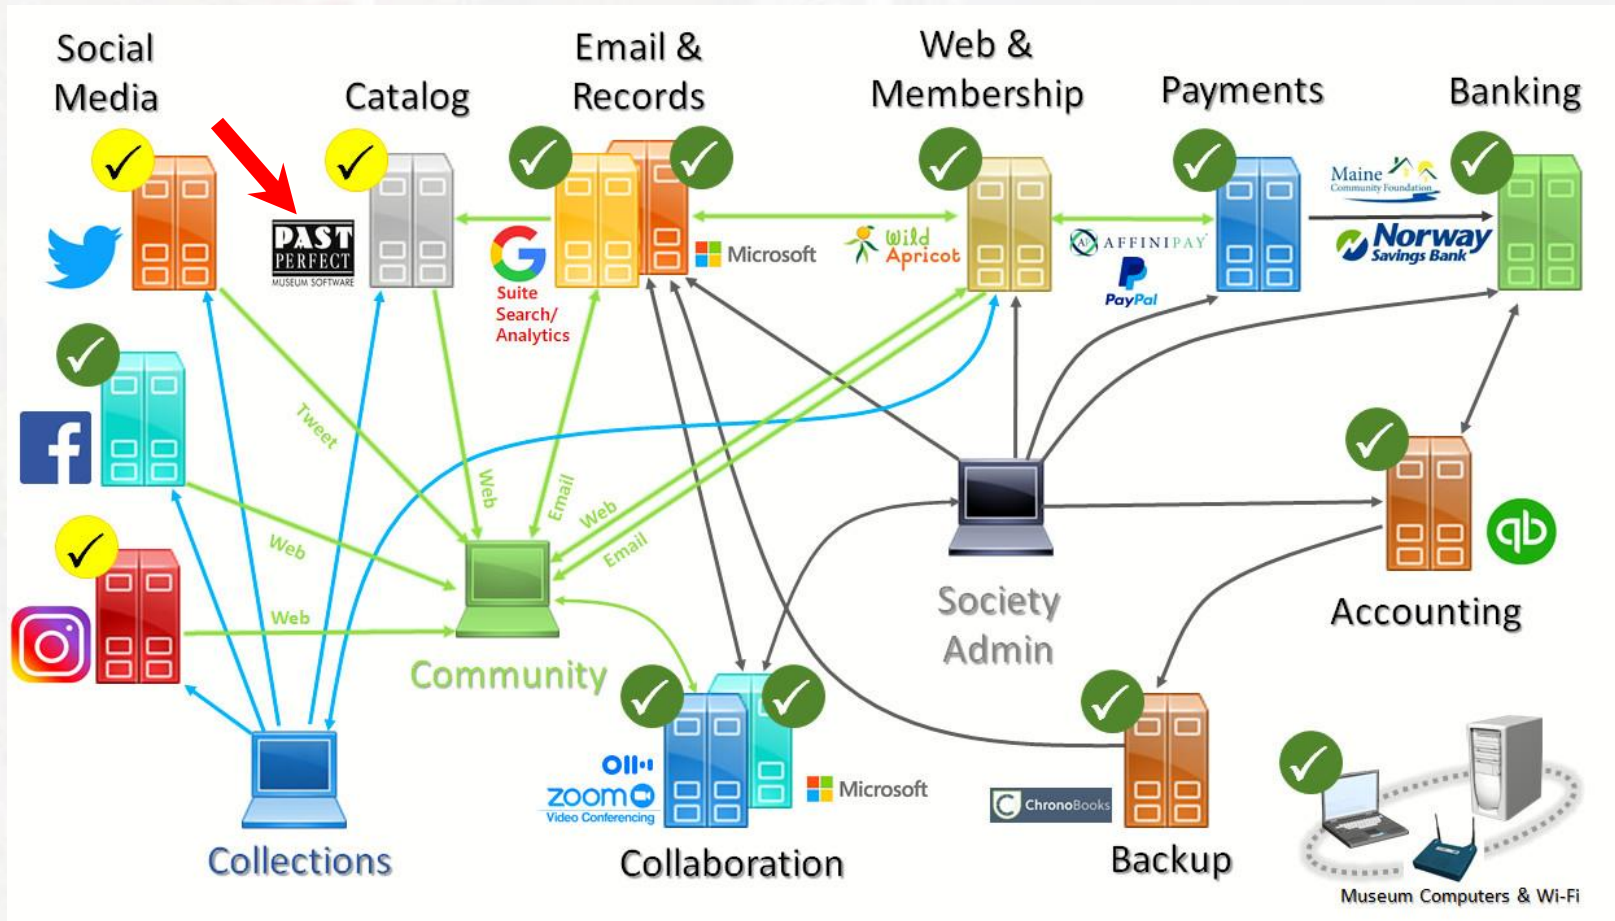 Social
Media
Catalog
Email &
Records
Web &
Membership
Payments
Banking
PAST
PERFECT
MUSEUM SOFTWARE
G
Suite
Search/
Analytics
Microsoft
Wild
Apricot
AP AFFINIPAY
PayPal
Maine
Community Foundation
Norway
Savings Bank
Tweet
Web
Email
Web
Email
Web
Web
f
qb
Society
Admin
Accounting
Community
Collections
zoom
Video Conferencing
Microsoft
Collaboration
ChronoBooks
Backup
Museum Computers & Wi-Fi